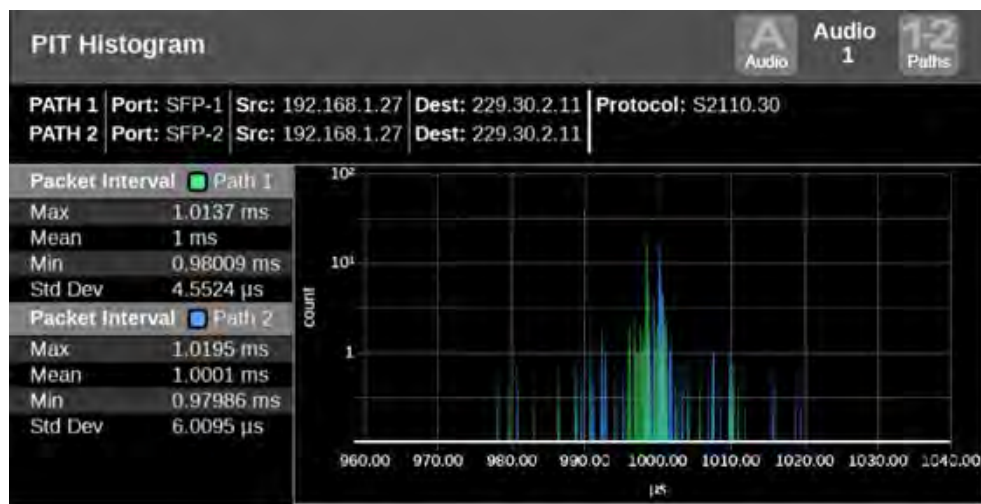 PIT Histogram
A
Audio
Audio
1
1-2
Paths
PATH 1 Port: SFP-1 Src: 192.168.1.27 Dest: 229.30.2.11 Protocol: S2110.30
PATH 2 Port: SFP-2 Src: 192.168.1.27 Dest: 229.30.2.11
Packet Interval Path 1
Max 1.0137 ms
Mean 1 ms
Min 0.98009 ms
Std Dev 4.5524 µs
Packet Interval Path 2
Max 1.0195 ms
Mean 1.0001 ms
Min 0.97986 ms
Std Dev 6.0095 µs
count
10²
10¹
1
960.00 970.00 980.00 990.00 1000.00 1010.00 1020.00 1030.00 1040.00
µs